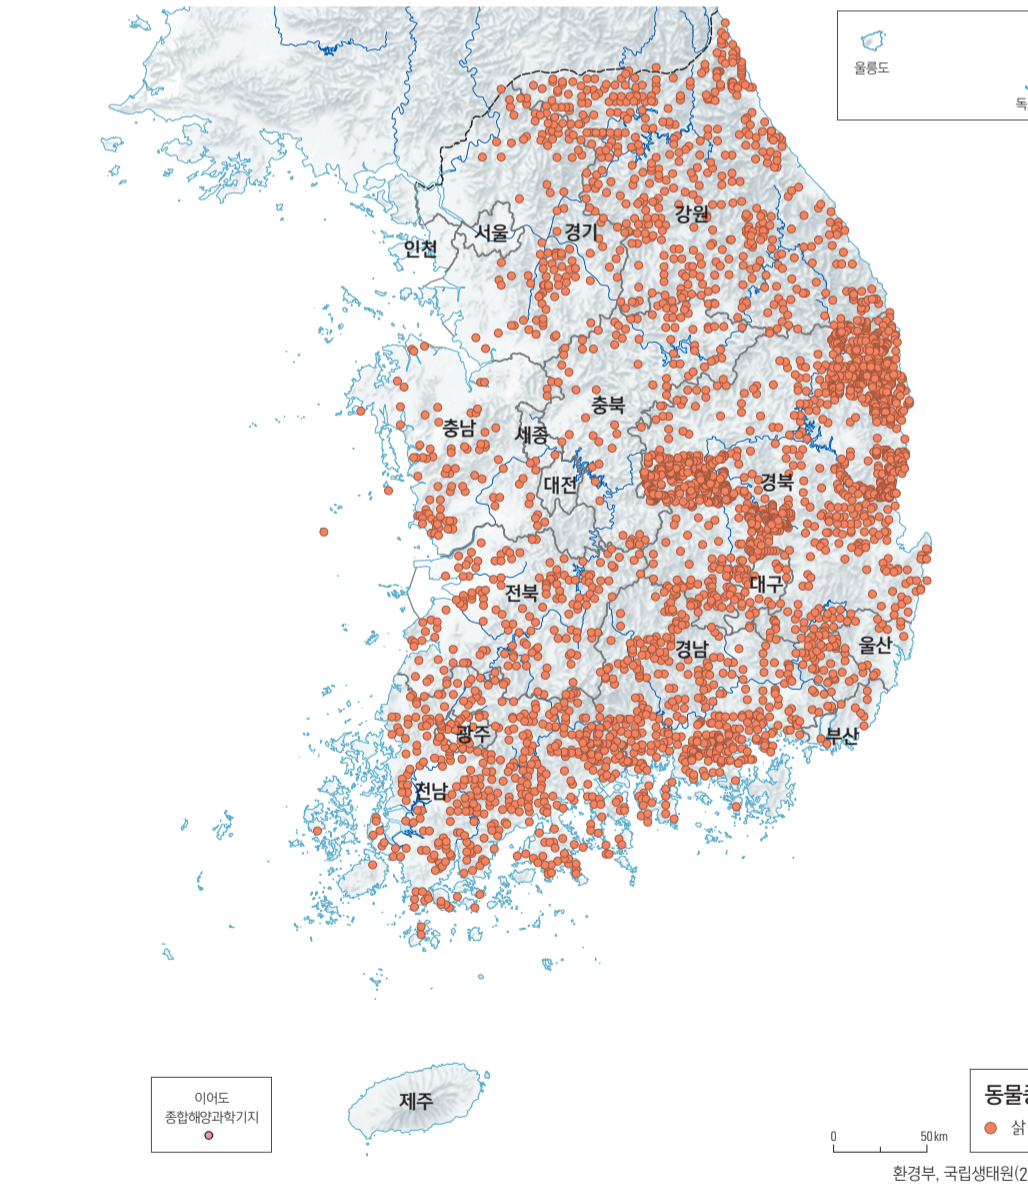 울릉도
독
강원
서울
경기
인천
충북
충남
세종
경북
대전
대구
전북
울산
경남
광주
부산
전남
이어도
종합해양과학기지
제주
동물
삵
0 50km
환경부, 국립생태원(2